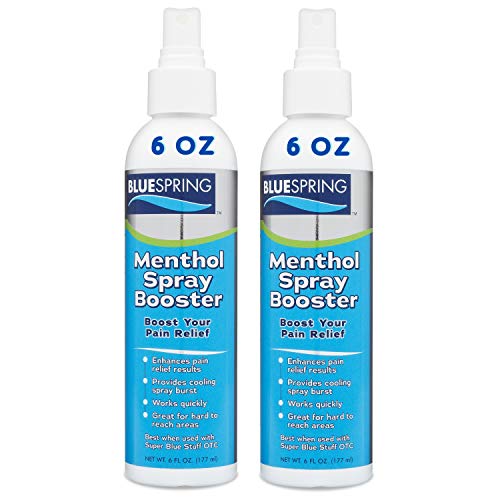 6 OZ
BLUESPRING
TM
Menthol
Spray
Booster
Boost Your
Pain Relief
• Enhances pain
relief results
• Provides cooling
spray burst
• Works quickly
• Great for hard to
reach areas
Best when used with
Super Blue Stuff OTC
NET WT. 6 FL OZ. (177 ml)
6 OZ
BLUESPRING
TM
Menthol
Spray
Booster
Boost Your
Pain Relief
• Enhances pain
relief results
• Provides cooling
spray burst
• Works quickly
• Great for hard to
reach areas
Best when used with
Super Blue Stuff OTC
NET WT. 6 FL OZ. (177 ml)